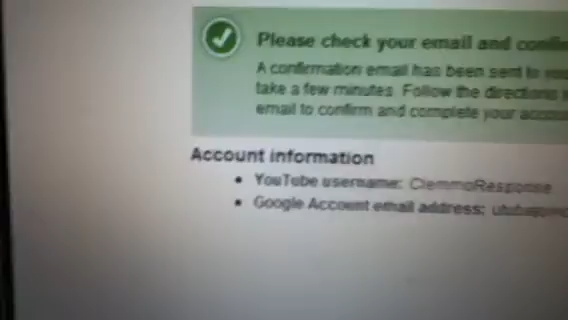 Please check your email and confir
A confirmation email has been sent to
take a few minutes. Follow the directions
email to confirm and complete your accou
Account information
• YouTube username: ClemmoResponse
• Google Account email address: